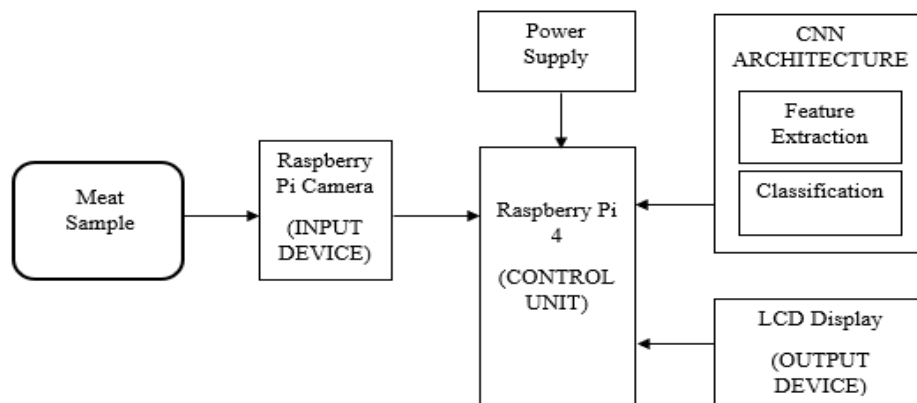 Power
Supply
CNN
ARCHITECTURE
Feature
Extraction
Classification
Meat
Sample
Raspberry
Pi Camera
(INPUT
DEVICE)
Raspberry Pi
4
(CONTROL
UNIT)
LCD Display
(OUTPUT
DEVICE)